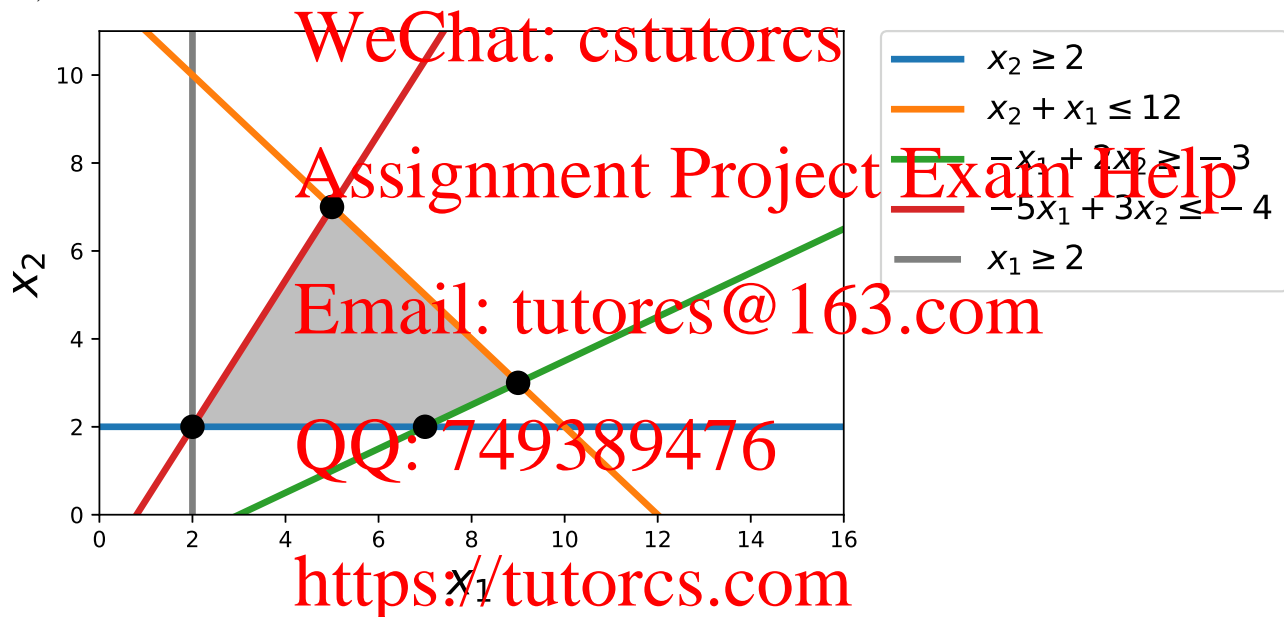 WeChat: cstutorcs
10
8
6
4
2
0
x₂
0 2 4 6 8 10 12 14 16
x₁
x₂ ≥ 2
x₂ + x₁ ≤ 12
−x₁ + 2x₂ ≥ −3
−5x₁ + 3x₂ ≤ −4
x₁ ≥ 2
Assignment Project Exam Help
Email: tutorcs@163.com
QQ: 749389476
https://tutorcs.com